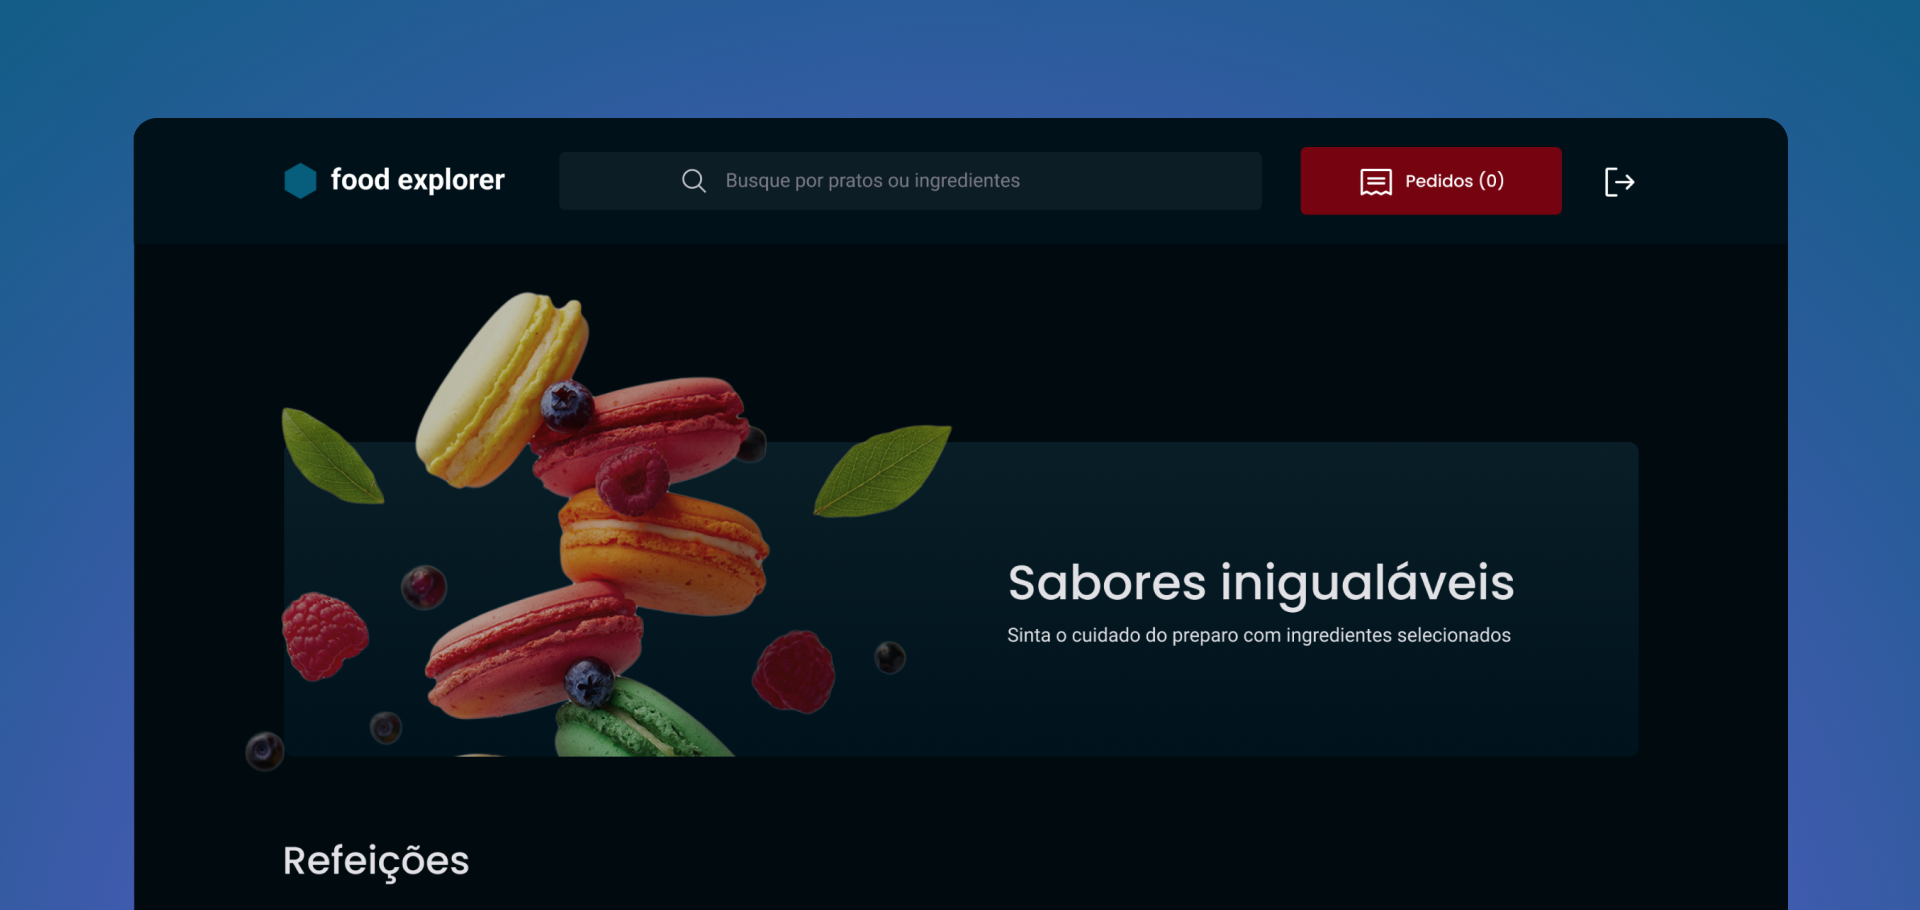 food explorer
Busque por pratos ou ingredientes
Pedidos (0)
Sabores inigualáveis
Sinta o cuidado do preparo com ingredientes selecionados
Refeições